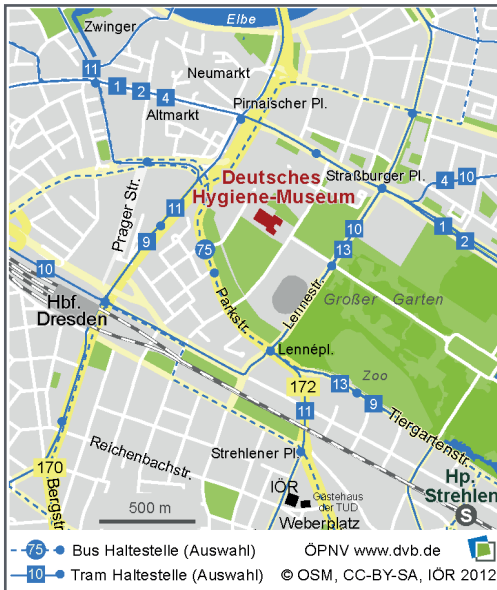 Elbe
Zwinger
11
Neumarkt
1
2
4
Altmarkt
Pirnaischer Pl.
Deutsches
Hygiene-Museum
Straßburger Pl.
4
10
Prager Str.
11
9
75
10
13
1
2
10
Hbf.
Dresden
Parkstr.
Lennéstr.
Großer Garten
Lennépl.
Zoo
172
13
9
11
Tiergartenstr.
Reichenbachstr.
Strehlener Pl.
170
Bergstr.
IÖR
Gästehaus
der TUD
Weberplatz
Hp.
Strehlen
S
500 m
75 Bus Haltestelle (Auswahl) ÖPNV www.dvb.de
10 Tram Haltestelle (Auswahl) © OSM, CC-BY-SA, IÖR 2012